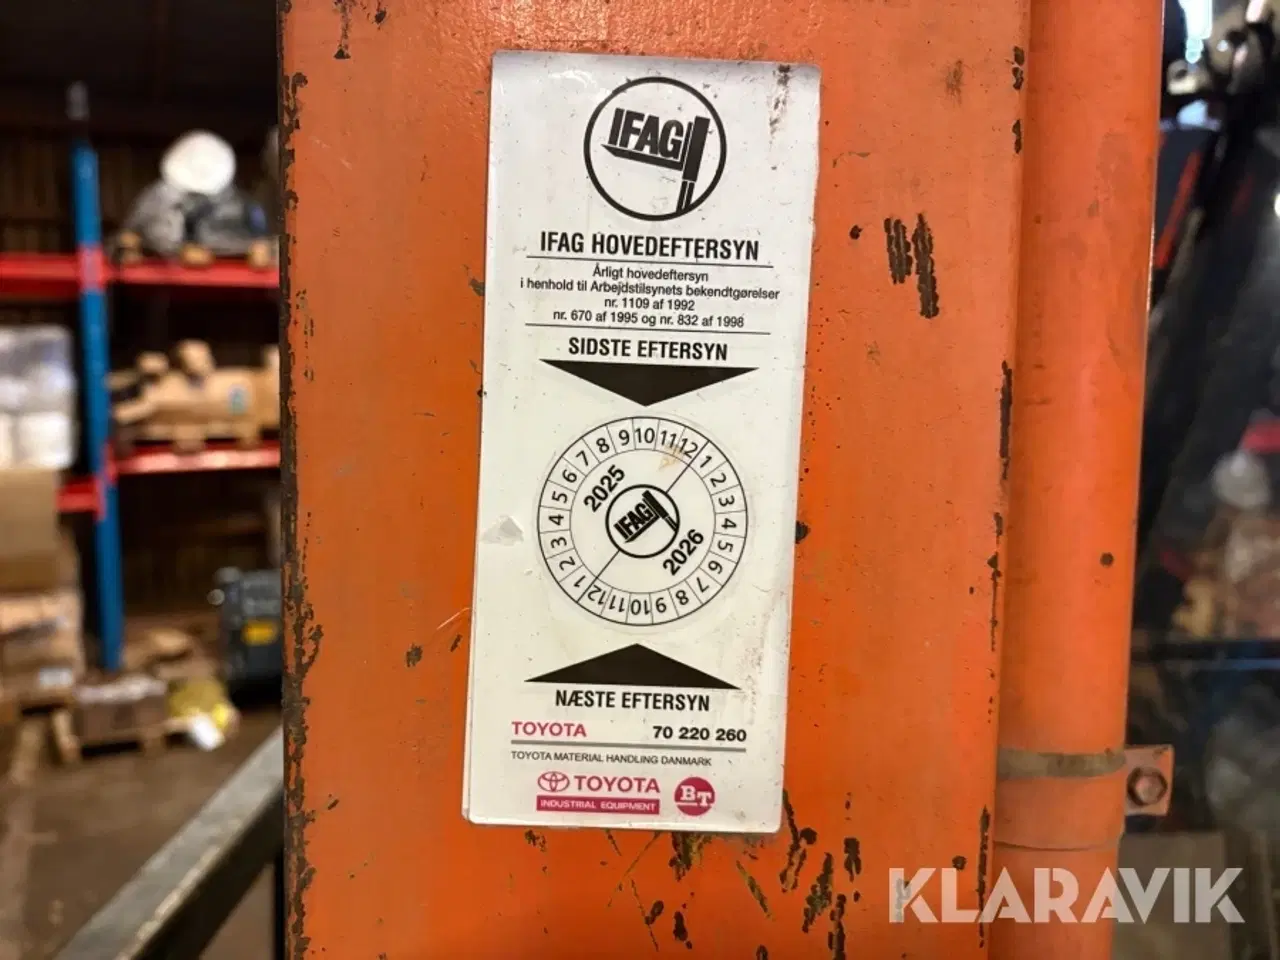 IFAG
IFAG HOVEDEFTERSYN
Årligt hovedeftersyn
i henhold til Arbejdstilsynets bekendtgørelser
nr. 1109 af 1992
nr. 670 af 1995 og nr. 832 af 1998
SIDSTE EFTERSYN
1 2 3 4 5 6 7 8 9 10 11 12
2025
IFAG
2026
1 2 3 4 5 6 7 8 9 10 11 12
NÆSTE EFTERSYN
TOYOTA 70 220 260
TOYOTA MATERIAL HANDLING DANMARK
TOYOTA BT
INDUSTRIAL EQUIPMENT
KLARAVIK